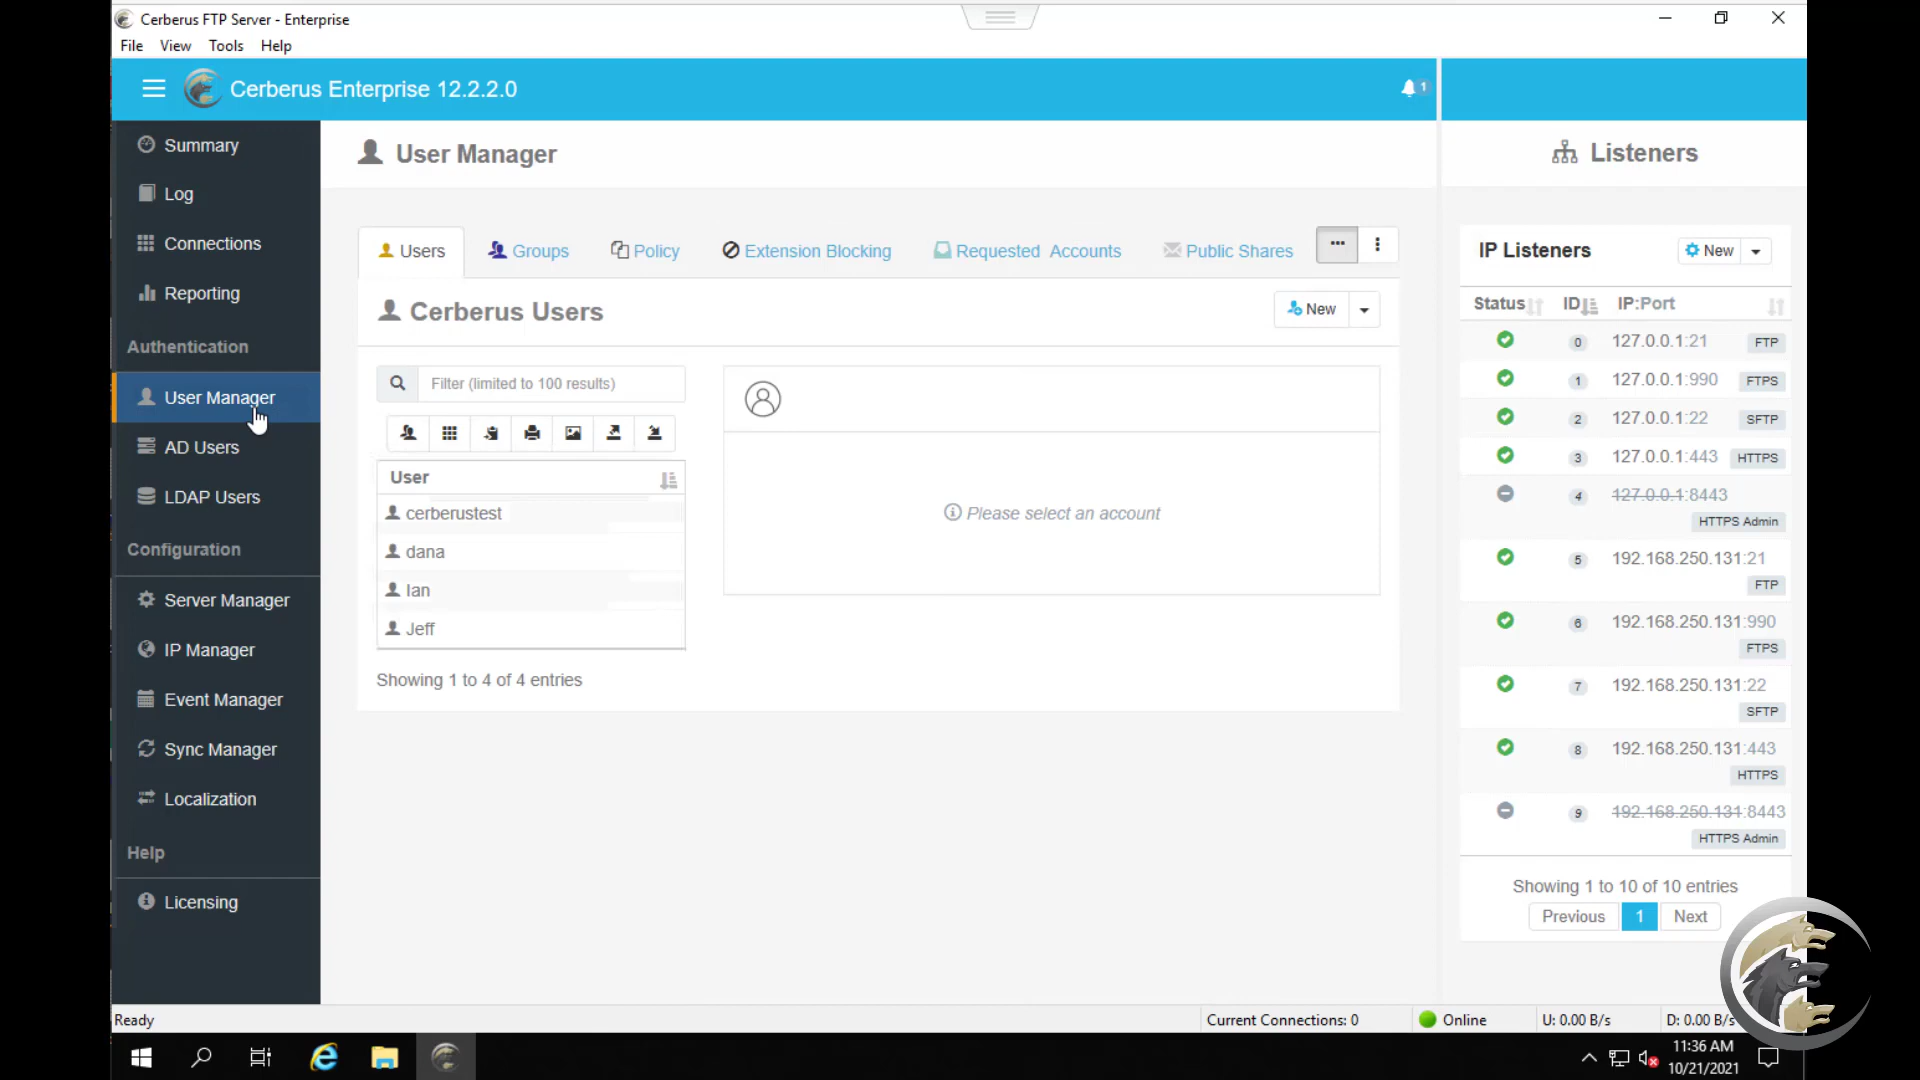 Cerberus FTP Server - Enterprise
File View Tools Help
Cerberus Enterprise 12.2.2.0
1
Summary
Log
Connections
Reporting
Authentication
User Manager
AD Users
LDAP Users
Configuration
Server Manager
IP Manager
Event Manager
Sync Manager
Localization
Help
Licensing
User Manager
Users Groups Policy Extension Blocking Requested Accounts Public Shares
Cerberus Users
New
Filter (limited to 100 results)
User
cerberustest
dana
Ian
Jeff
Showing 1 to 4 of 4 entries
Please select an account
Listeners
IP Listeners New
Status ID IP:Port
0 127.0.0.1:21 FTP
1 127.0.0.1:990 FTPS
2 127.0.0.1:22 SFTP
3 127.0.0.1:443 HTTPS
4 127.0.0.1:8443
HTTPS Admin
5 192.168.250.131:21
FTP
6 192.168.250.131:990
FTPS
7 192.168.250.131:22
SFTP
8 192.168.250.131:443
HTTPS
9 192.168.250.131:8443
HTTPS Admin
Showing 1 to 10 of 10 entries
Previous 1 Next
Ready Current Connections: 0 Online U: 0.00 B/s D: 0.00 B/s
11:36 AM
10/21/2021